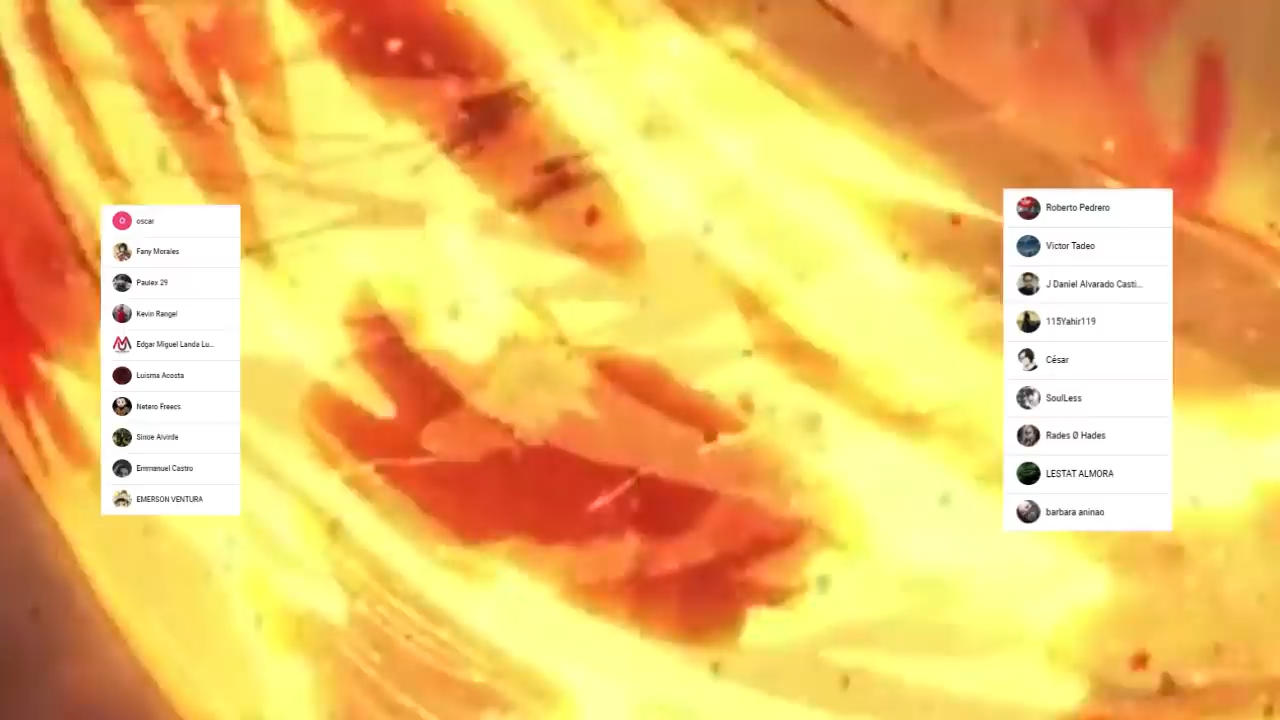 oscar
Fany Morales
Paulex 29
Kevin Rangel
Edgar Miguel Landa Lu...
Luisma Acosta
Netero Freecs
Sinoe Alvirde
Emmanuel Castro
EMERSON VENTURA
Roberto Pedrero
Victor Tadeo
J Daniel Alvarado Casti...
115Yahir119
César
SoulLess
Rades Ø Hades
LESTAT ALMORA
barbara aninao